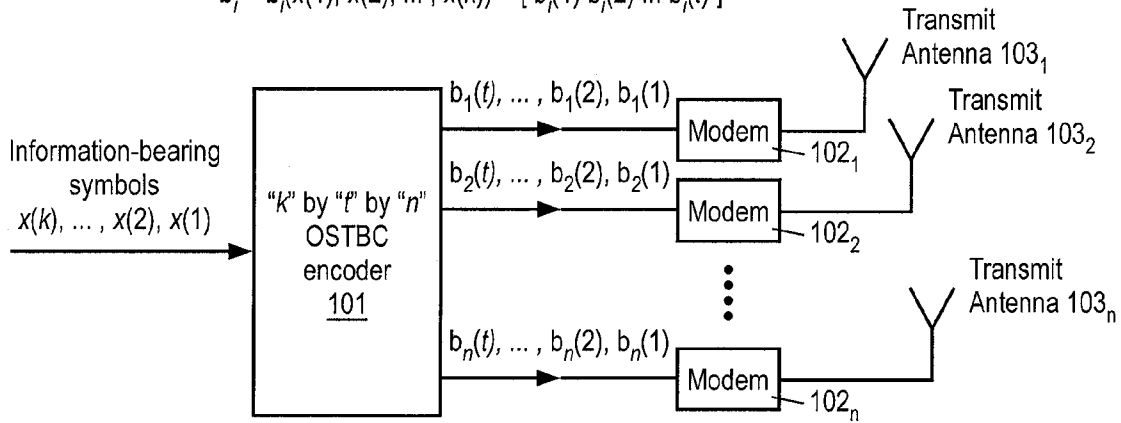 Transmit
Antenna 103₁
b₁(t), ... , b₁(2), b₁(1)
Modem
102₁
Transmit
Antenna 103₂
Information-bearing
symbols
x(k), ... , x(2), x(1)
"k" by "t" by "n"
OSTBC
encoder
101
b₂(t), ... , b₂(2), b₂(1)
Modem
102₂
Transmit
Antenna 103ₙ
bₙ(t), ... , bₙ(2), bₙ(1)
Modem
102ₙ